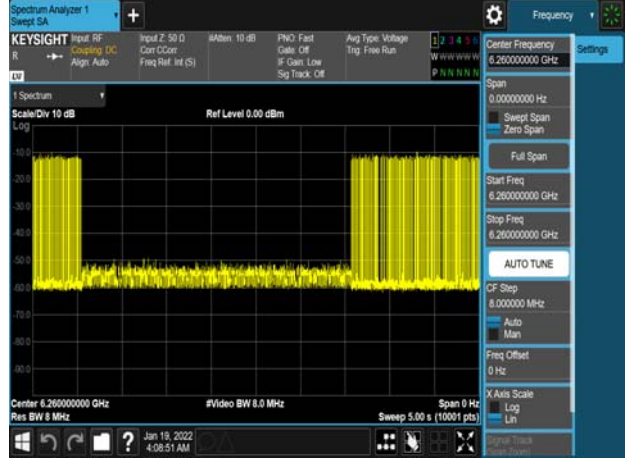 Spectrum Analyzer 1
Swept SA
Frequency
KEYSIGHT
Input: RF
Coupling: DC
Align: Auto
Input Z: 50 Ω
Corr CCorr
Freq Ref: Int (S)
#Atten: 10 dB
PNO: Fast
Gate: Off
IF Gain: Low
Sig Track: Off
Avg Type: Voltage
Trig: Free Run
1 2 3 4 5 6
W W W W W W
P N N N N N
Center Frequency
6.260000000 GHz
Settings
Span
0.00000000 Hz
Swept Span
Zero Span
Full Span
Start Freq
6.260000000 GHz
Stop Freq
6.260000000 GHz
AUTO TUNE
CF Step
8.000000 MHz
Auto
Man
Freq Offset
0 Hz
X Axis Scale
Log
Lin
Signal Track
(Span Zoom)
1 Spectrum
Scale/Div 10 dB
Ref Level 0.00 dBm
Log
-10.0
-20.0
-30.0
-40.0
-50.0
-60.0
-70.0
-80.0
-90.0
Center 6.260000000 GHz
#Video BW 8.0 MHz
Span 0 Hz
Res BW 8 MHz
Sweep 5.00 s (10001 pts)
Jan 19, 2022
4:08:51 AM